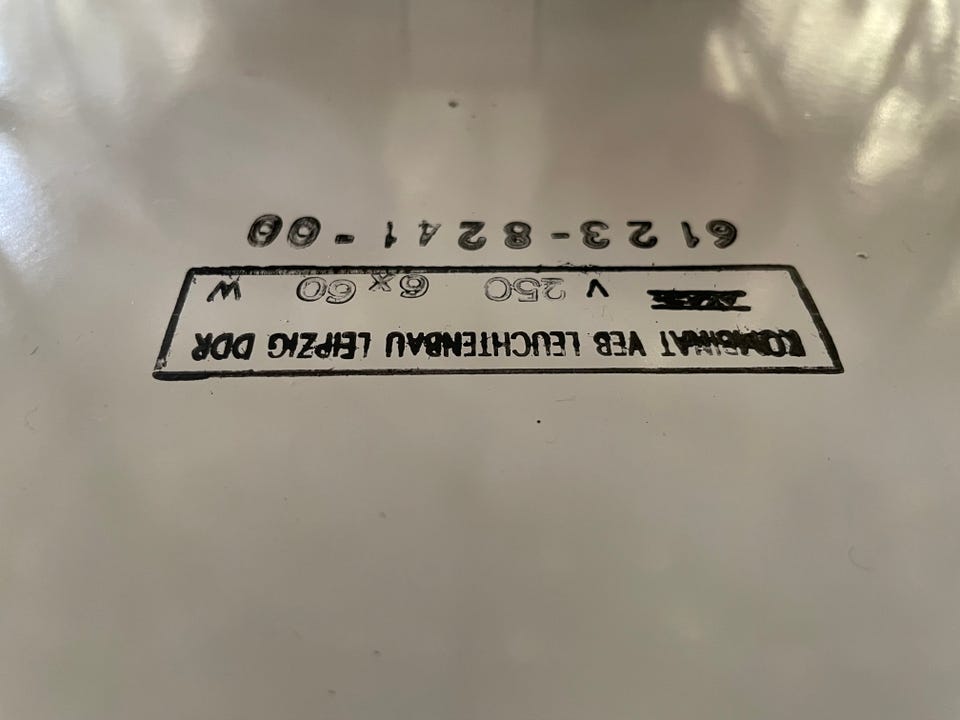 KOMBINAT VEB LEUCHTENBAU LEIPZIG DDR
V 250 6x60 W
6123-8241-00